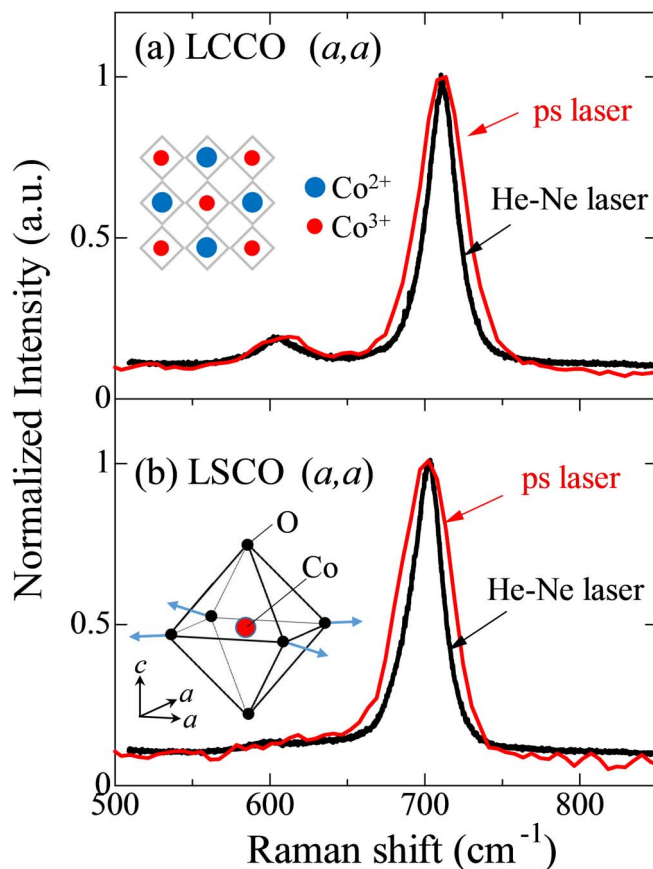 (a) LCCO (a,a)
1
ps laser
Co²⁺
Co³⁺
He-Ne laser
0.5
0
Normalized Intensity (a.u.)
(b) LSCO (a,a)
1
ps laser
O
Co
He-Ne laser
0.5
c
a
a
0
500
600
700
800
Raman shift (cm⁻¹)